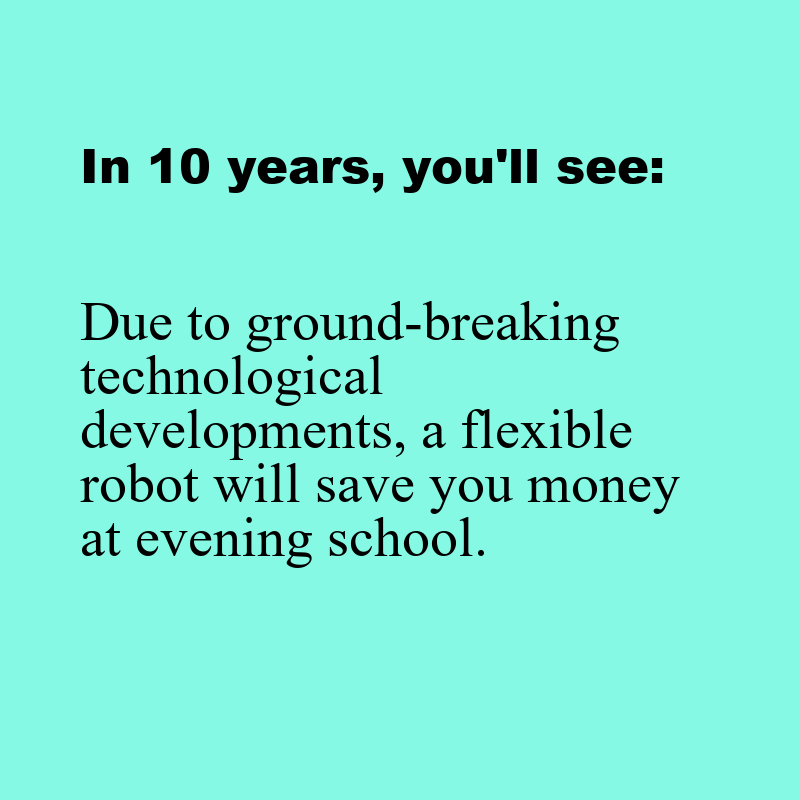 In 10 years, you'll see:
Due to ground-breaking
technological
developments, a flexible
robot will save you money
at evening school.